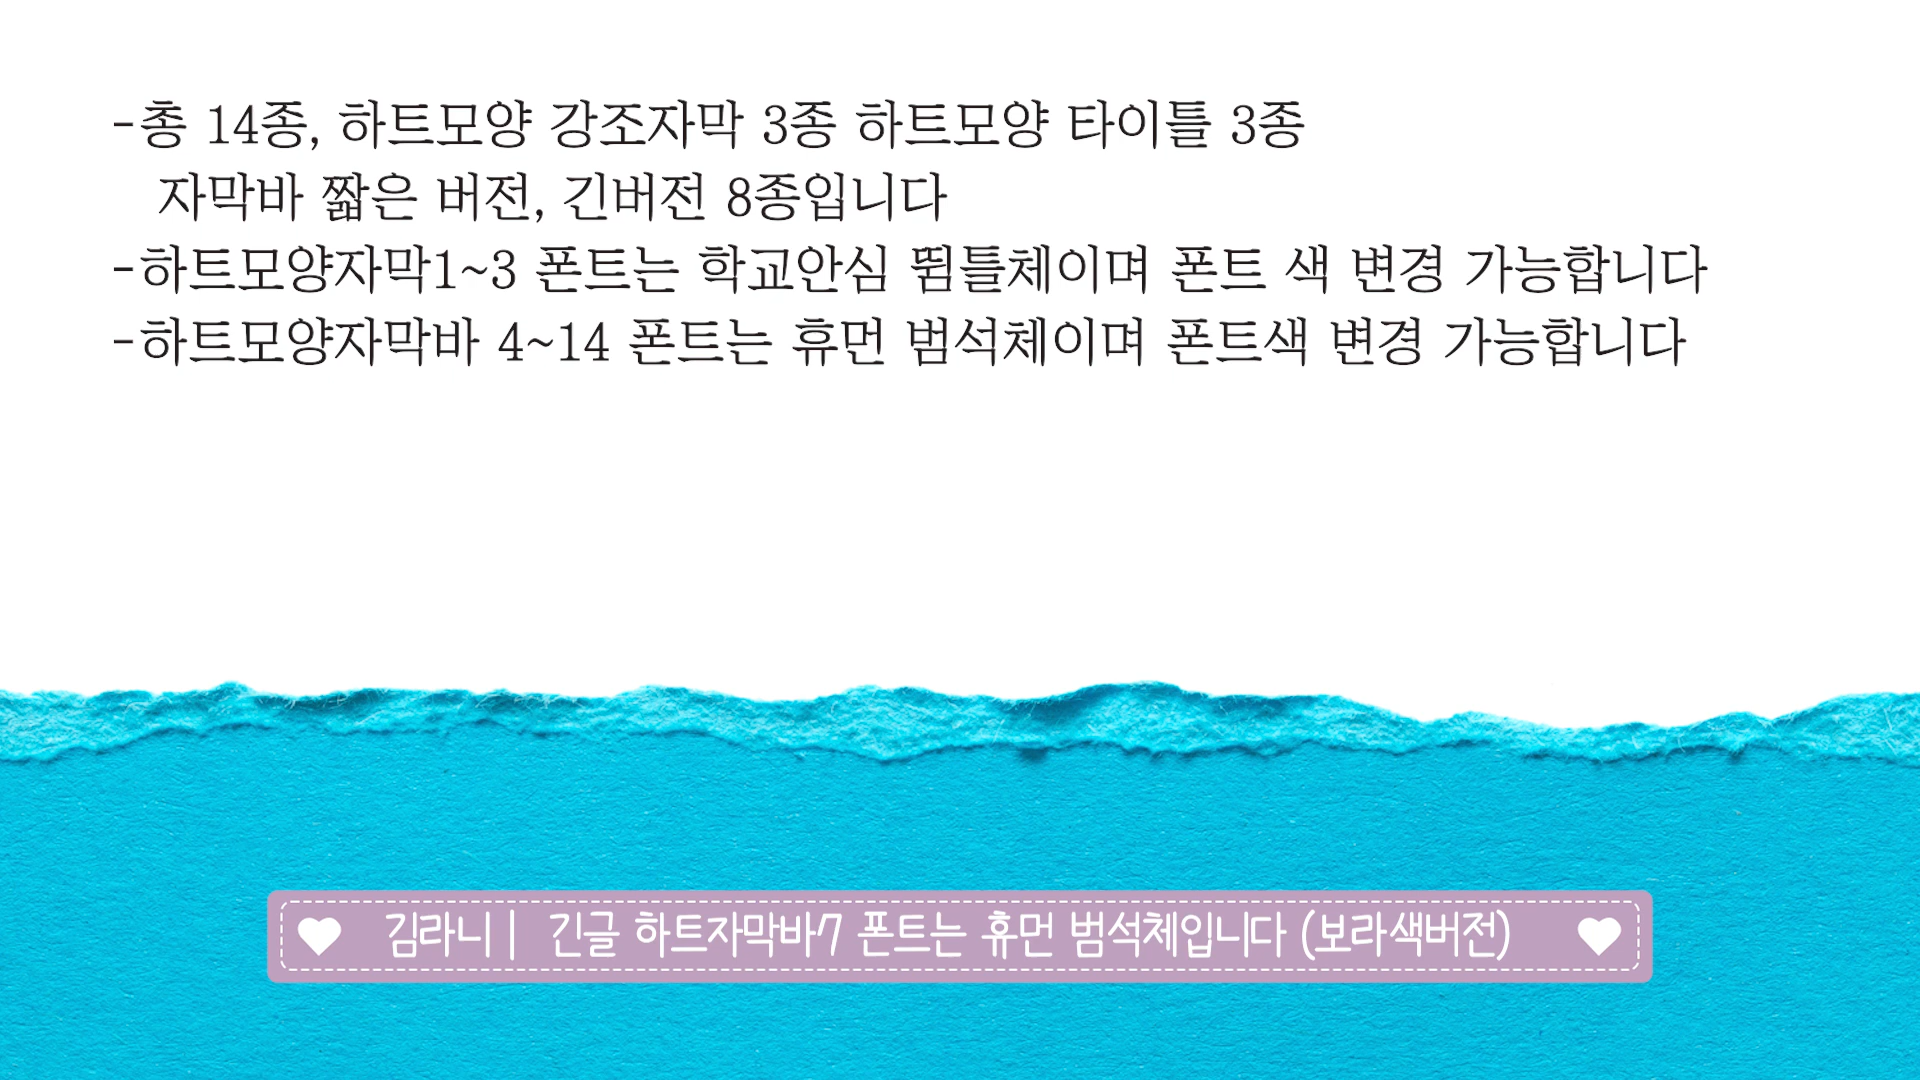 -총 14종, 하트모양 강조자막 3종 하트모양 타이틀 3종
자막바 짧은 버전, 긴버전 8종입니다
-하트모양자막1~3 폰트는 학교안심 뜀틀체이며 폰트 색 변경 가능합니다
-하트모양자막바 4~14 폰트는 휴먼 범석체이며 폰트색 변경 가능합니다
김라니 | 긴글 하트자막바7 폰트는 휴먼 범석체입니다 (보라색버전)